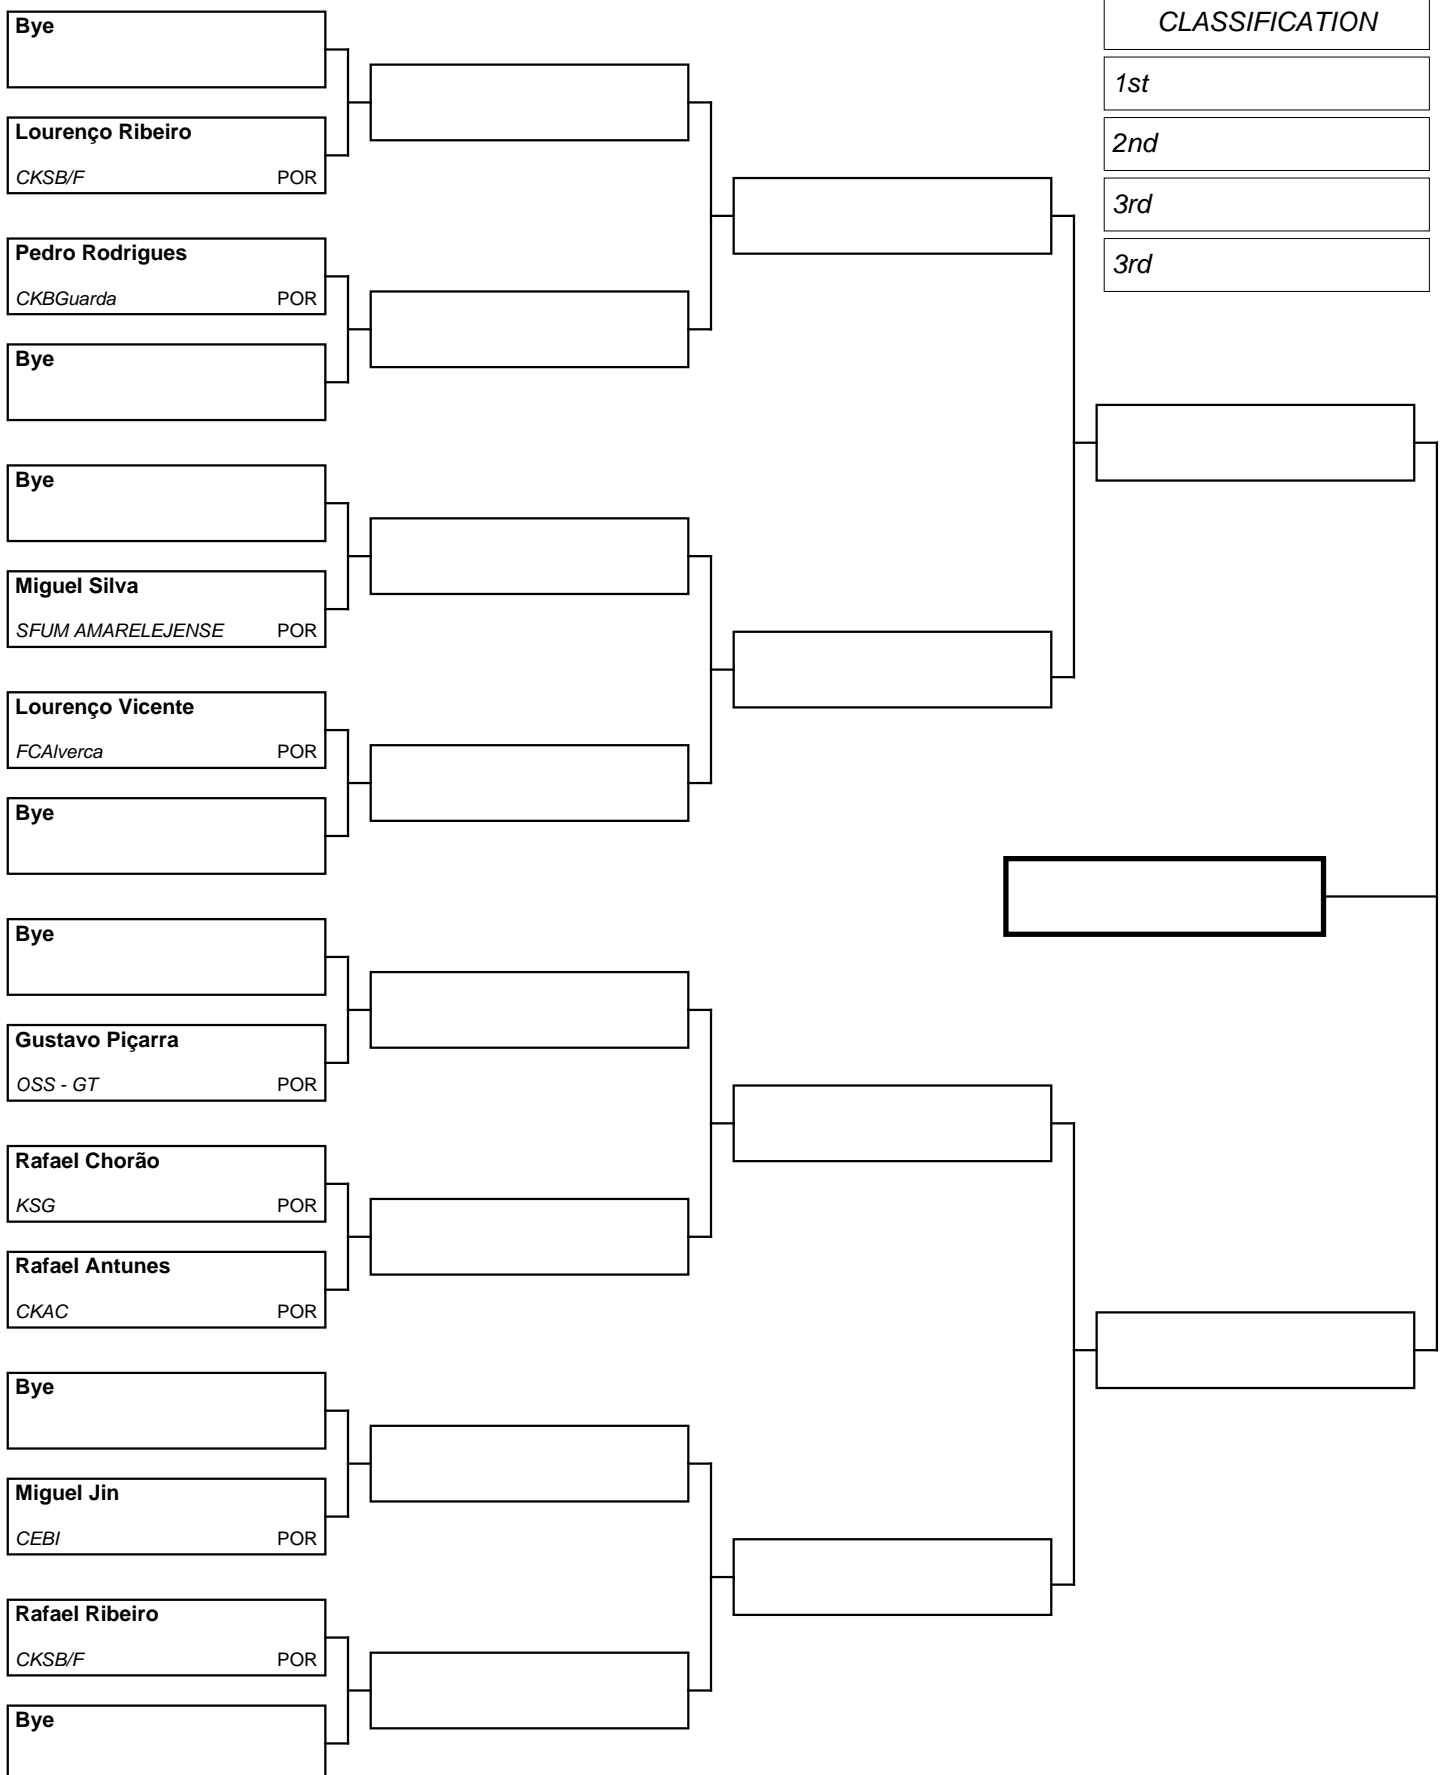 Bye
Lourenço Ribeiro
CKSB/F POR
Pedro Rodrigues
CKBGuarda POR
Bye
Bye
Miguel Silva
SFUM AMARELEJENSE POR
Lourenço Vicente
FCAlverca POR
Bye
Bye
Gustavo Piçarra
OSS - GT POR
Rafael Chorão
KSG POR
Rafael Antunes
CKAC POR
Bye
Miguel Jin
CEBI POR
Rafael Ribeiro
CKSB/F POR
Bye
CLASSIFICATION
1st
2nd
3rd
3rd